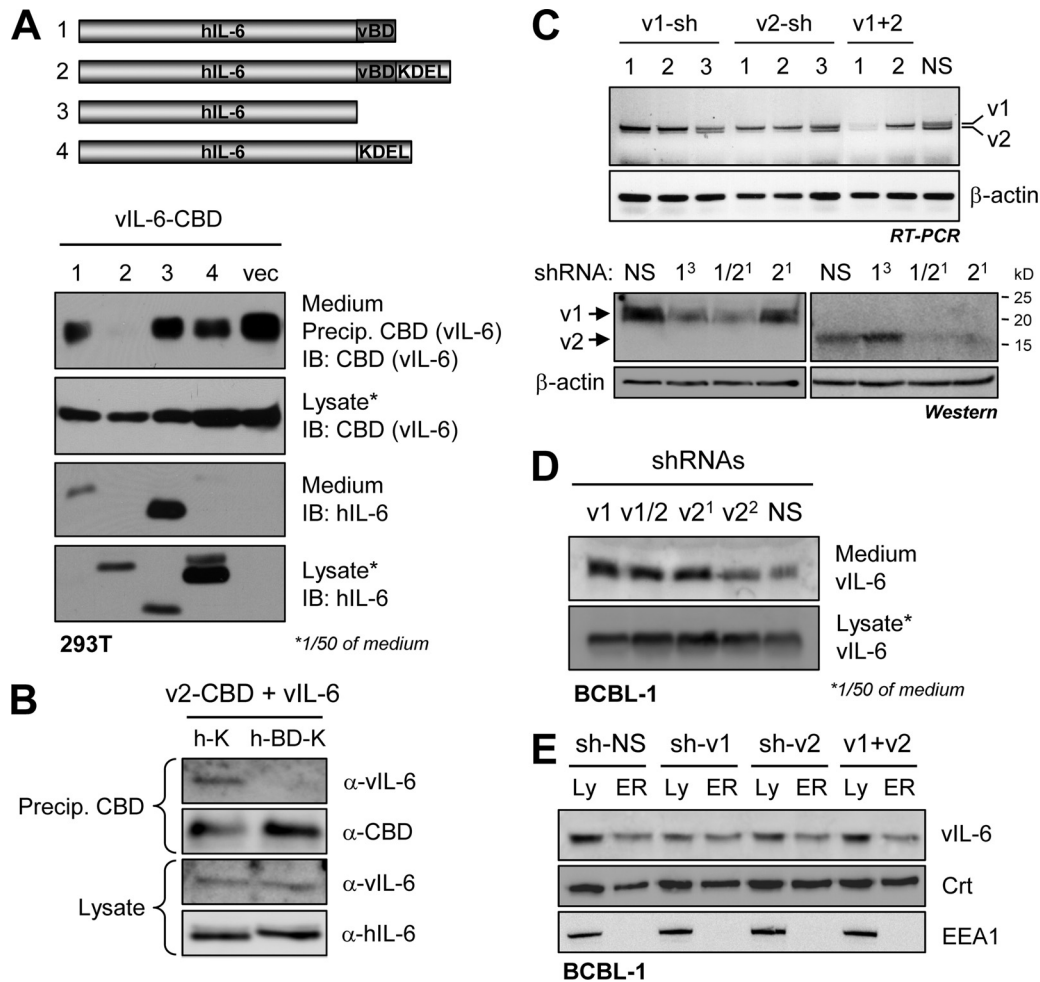 A
1 hIL-6 vBD
2 hIL-6 vBD KDEL
3 hIL-6
4 hIL-6 KDEL
vIL-6-CBD
1 2 3 4 vec
Medium
Precip. CBD (vIL-6)
IB: CBD (vIL-6)
Lysate*
IB: CBD (vIL-6)
Medium
IB: hIL-6
Lysate*
IB: hIL-6
293T
*1/50 of medium
B
v2-CBD + vIL-6
h-K h-BD-K
Precip. CBD
α-vIL-6
α-CBD
Lysate
α-vIL-6
α-hIL-6
C
v1-sh v2-sh v1+2
1 2 3 1 2 3 1 2 NS
v1
v2
β-actin
RT-PCR
shRNA: NS 1³ 1/2¹ 2¹ NS 1³ 1/2¹ 2¹ kD
v1
v2
25
20
15
β-actin
Western
D
shRNAs
v1 v1/2 v2¹ v2² NS
Medium
vIL-6
Lysate*
vIL-6
BCBL-1
*1/50 of medium
E
sh-NS sh-v1 sh-v2 v1+v2
Ly ER Ly ER Ly ER Ly ER
vIL-6
Crt
EEA1
BCBL-1